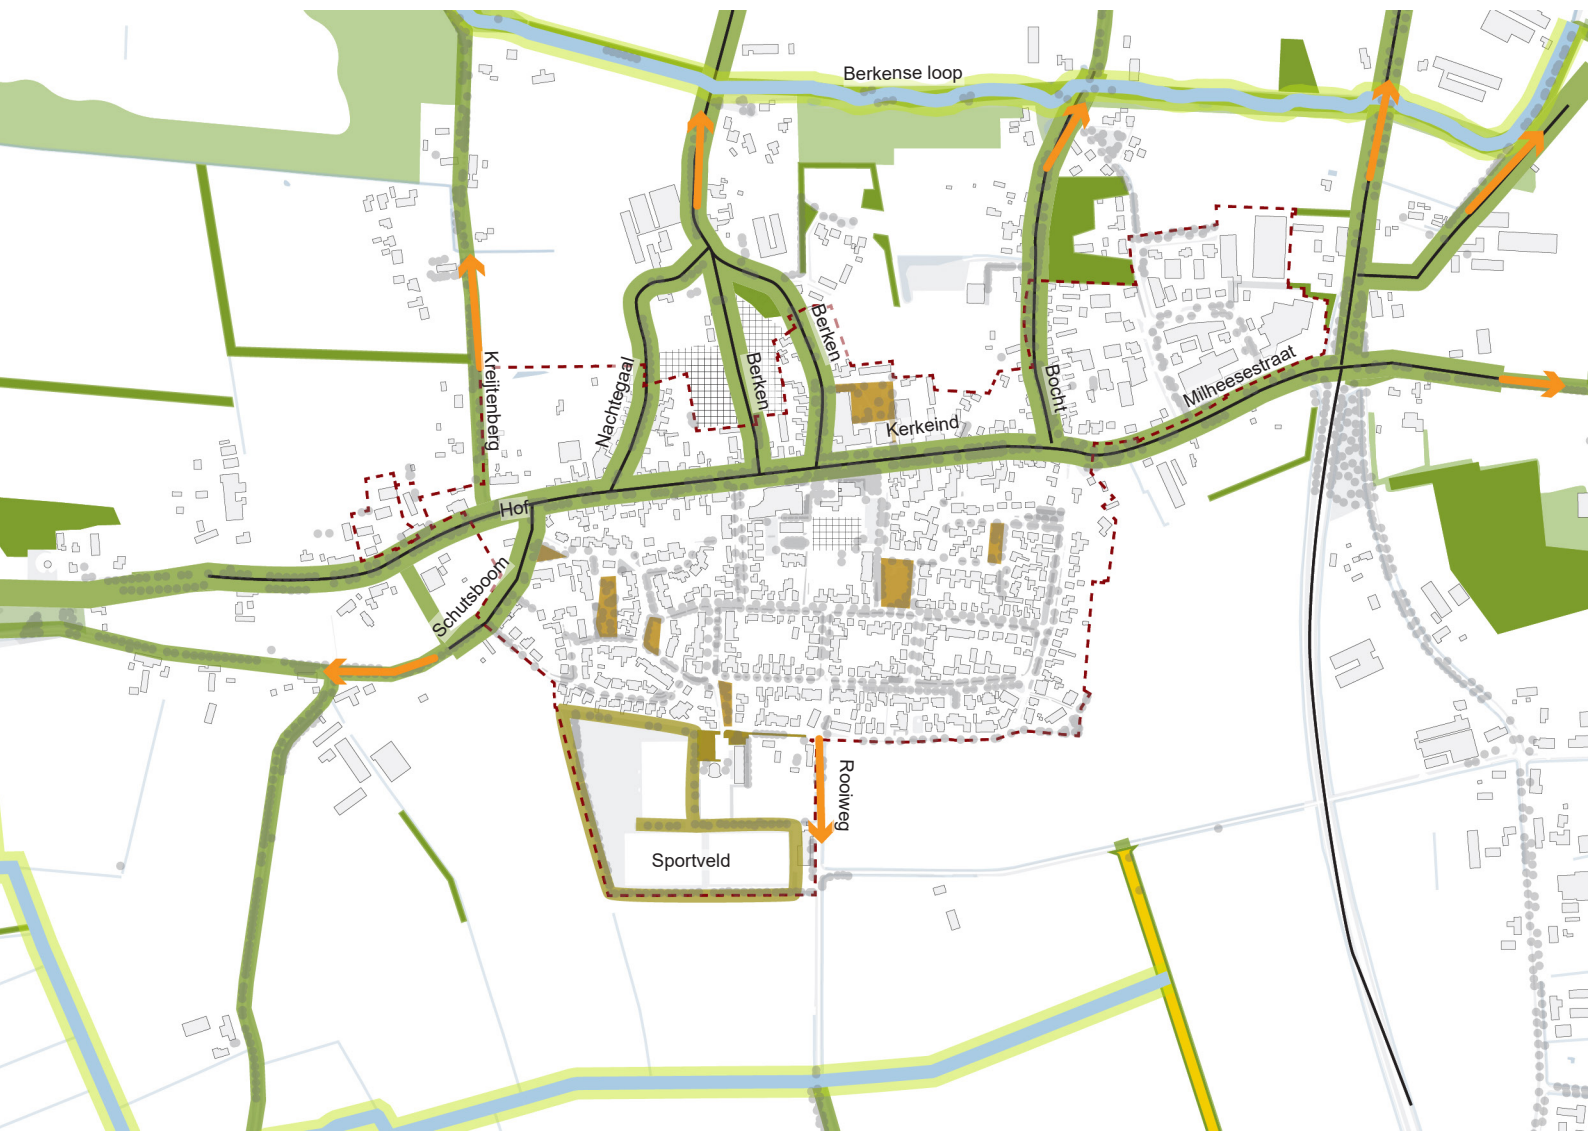 Berkense loop
Kreijtenberg
Nachtegaal
Berken
Berken
Bocht
Milheesestraat
Kerkeind
Hof
Schutsboom
Rooiweg
Sportveld